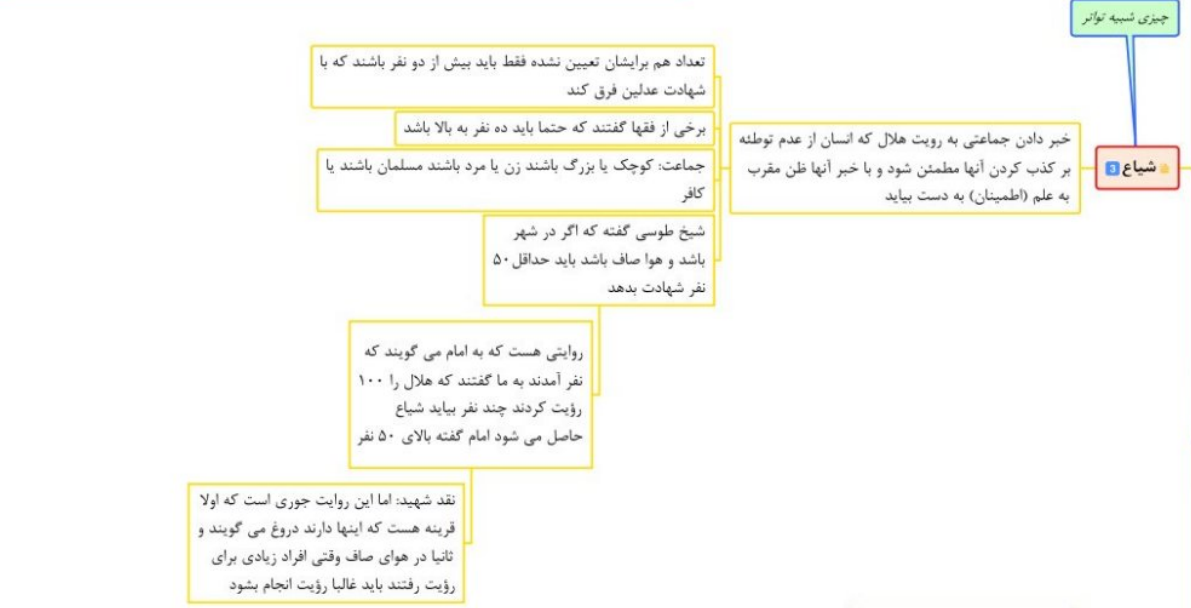 چیزی شبیه تواتر
شیاع
3
خبر دادن جماعتی به رویت هلال که انسان از عدم توطئه
بر کذب کردن آنها مطمئن شود و با خبر آنها ظن مقرب
به علم (اطمینان) به دست بیاید
تعداد هم برایشان تعیین نشده فقط باید بیش از دو نفر باشند که با
شهادت عدلین فرق کند
برخی از فقها گفتند که حتما باید ده نفر به بالا باشد
جماعت: کوچک یا بزرگ باشند زن یا مرد باشند مسلمان باشند یا
کافر
شیخ طوسی گفته که اگر در شهر
باشد و هوا صاف باشد باید حداقل ۵۰
نفر شهادت بدهد
روایتی هست که به امام می گویند که
۱۰۰ نفر آمدند به ما گفتند که هلال را
رؤیت کردند چند نفر بیاید شیاع
حاصل می شود امام گفته بالای ۵۰ نفر
نقد شهید: اما این روایت جوری است که اولا
قرینه هست که اینها دارند دروغ می گویند و
ثانیا در هوای صاف وقتی افراد زیادی برای
رؤیت رفتند باید غالبا رؤیت انجام بشود